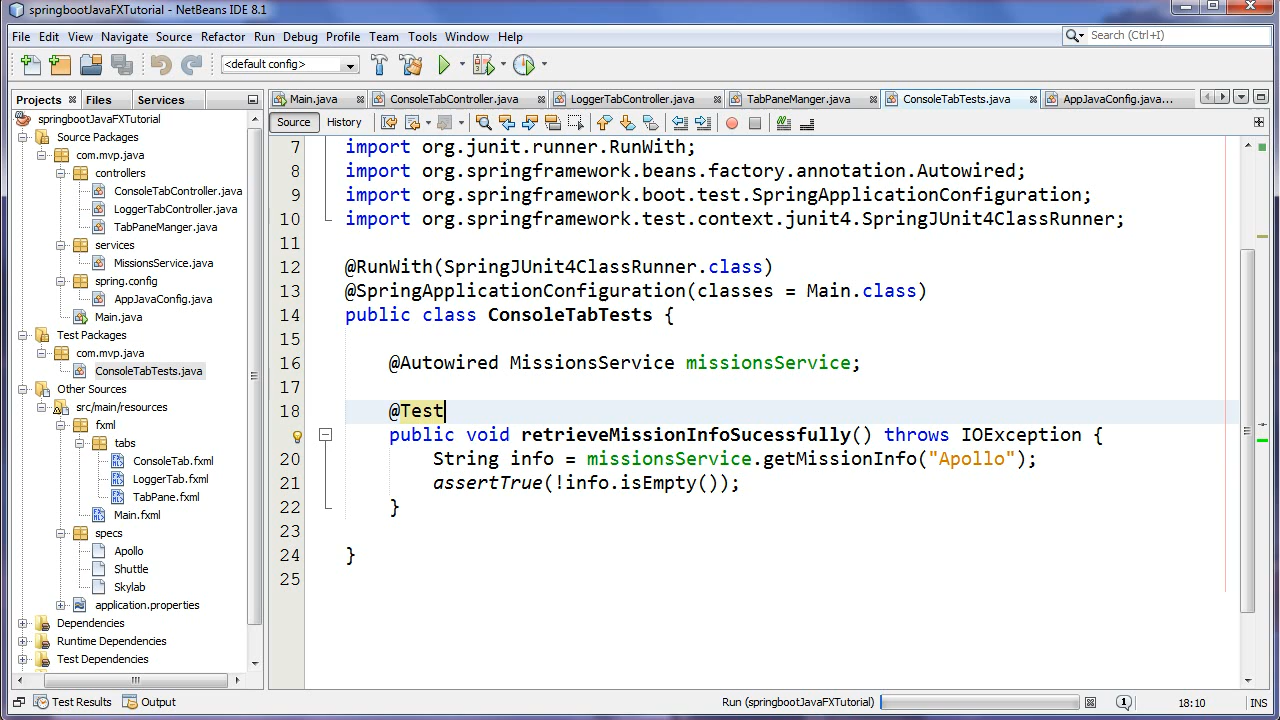 springbootJavaFXTutorial - NetBeans IDE 8.1
File Edit View Navigate Source Refactor Run Debug Profile Team Tools Window Help
Search (Ctrl+I)
<default config>
Projects Files Services
Main.java ConsoleTabController.java LoggerTabController.java TabPaneManger.java ConsoleTabTests.java AppJavaConfig.java...
Source History
springbootJavaFXTutorial
Source Packages
com.mvp.java
controllers
ConsoleTabController.java
LoggerTabController.java
TabPaneManger.java
services
MissionsService.java
spring.config
AppJavaConfig.java
Main.java
Test Packages
com.mvp.java
ConsoleTabTests.java
Other Sources
src/main/resources
fxml
tabs
ConsoleTab.fxml
LoggerTab.fxml
TabPane.fxml
Main.fxml
specs
Apollo
Shuttle
Skylab
application.properties
Dependencies
Runtime Dependencies
Test Dependencies
7 import org.junit.runner.RunWith;
8 import org.springframework.beans.factory.annotation.Autowired;
9 import org.springframework.boot.test.SpringApplicationConfiguration;
10 import org.springframework.test.context.junit4.SpringJUnit4ClassRunner;
11
12 @RunWith(SpringJUnit4ClassRunner.class)
13 @SpringApplicationConfiguration(classes = Main.class)
14 public class ConsoleTabTests {
15
16 @Autowired MissionsService missionsService;
17
18 @Test
public void retrieveMissionInfoSucessfully() throws IOException {
20 String info = missionsService.getMissionInfo("Apollo");
21 assertTrue(!info.isEmpty());
22 }
23
24 }
25
Test Results Output
Run (springbootJavaFXTutorial)
1
18:10
INS